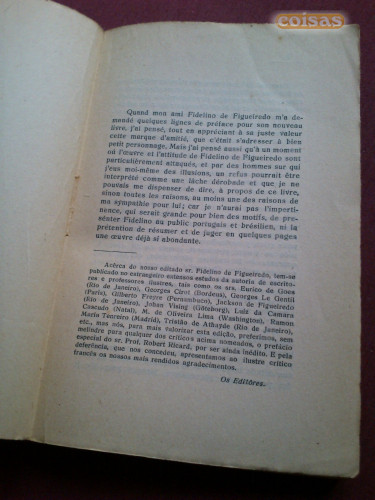 coisas
Quand mon ami Fidelino de Figueiredo m'a de-
mandé quelques lignes de préface pour son nouveau
livre, j'ai pensé, tout en appréciant à sa juste valeur
cette marque d'amitié, que c'était s'adresser à bien
petit personnage. Mais j'ai pensé aussi qu'à un moment
où l'œuvre et l'attitude de Fidelino de Figueiredo sont
particulièrement attaqués, et par des hommes sur qui
j'eus moi-même des illusions, un refus pourrait être
interprété comme une lâche dérobade et que je ne
pouvais me dispenser de dire, à propos de ce livre,
sinon toutes les raisons, au moins une des raisons de
ma sympathie pour lui; car je n'aurai pas l'imperti-
nence, qui serait grande pour bien des motifs, de pré-
senter Fidelino au public portugais et brésilien, ni la
prétention de résumer et de juger en quelques pages
une œuvre déjà si abondante.
Acêrca do nosso editado sr. Fidelino de Figueiredo, tem-se
publicado no extrangeiro extensos estudos da autoria de escrito-
res e professores ilustres, taes como os srs. Eurico de Goes
(Rio de Janeiro), Georges Cirot (Bordeus), Georges Le Gentil
(Paris), Gilberto Freyre (Pernambuco), Jackson de Figueiredo
(Rio de Janeiro), Johan Vising (Göteborg), Luiz da Camara
Cascudo (Natal), M. de Oliveira Lima (Washington), Ramon
Maria Tenreiro (Madrid), Tristão de Athayde (Rio de Janeiro),
etc., mas nós, para mais valorizar esta edição, preferimos, sem
melindre para qualquer dos criticos acima nomeados, o prefácio
especial do sr. Prof. Robert Ricard, por ser ainda inédito. E pela
deferência, que nos concedeu, apresentamos ao ilustre critico
francês os nossos mais rendidos agradecimentos.
Os Editôres.